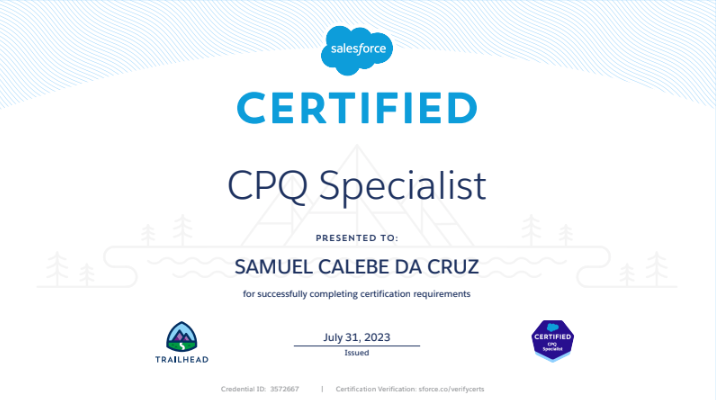 salesforce
CERTIFIED
CPQ Specialist
PRESENTED TO:
SAMUEL CALEBE DA CRUZ
for successfully completing certification requirements
TRAILHEAD
July 31, 2023
Issued
CERTIFIED
CPQ
Specialist
Credential ID: 3572667 | Certification Verification: sforce.co/verifycerts